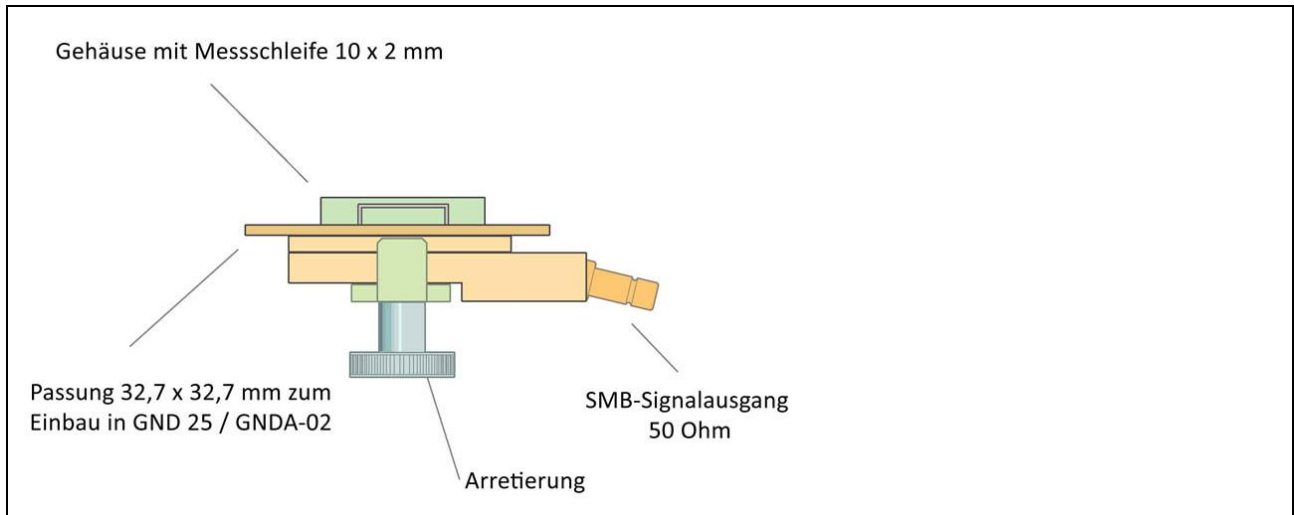 Gehäuse mit Messschleife 10 x 2 mm
Passung 32,7 x 32,7 mm zum
Einbau in GND 25 / GNDA-02
SMB-Signalausgang
50 Ohm
Arretierung